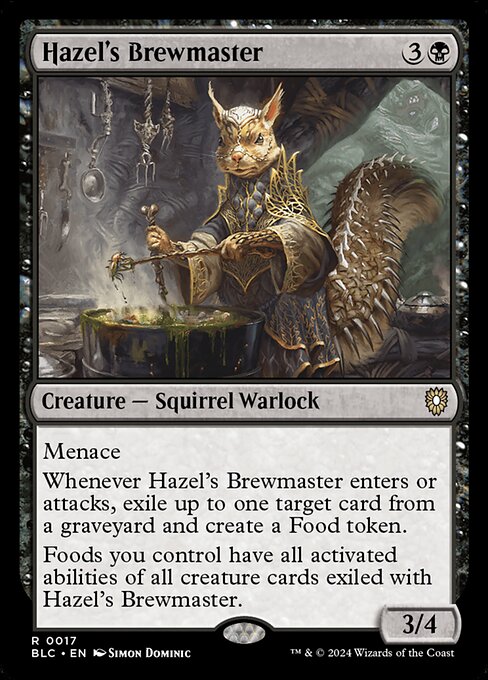 Hazel's Brewmaster 3
Creature — Squirrel Warlock
Menace
Whenever Hazel's Brewmaster enters or
attacks, exile up to one target card from
a graveyard and create a Food token.
Foods you control have all activated
abilities of all creature cards exiled with
Hazel's Brewmaster.
3/4
R 0017
BLC • EN Simon Dominic
™ & © 2024 Wizards of the Coast